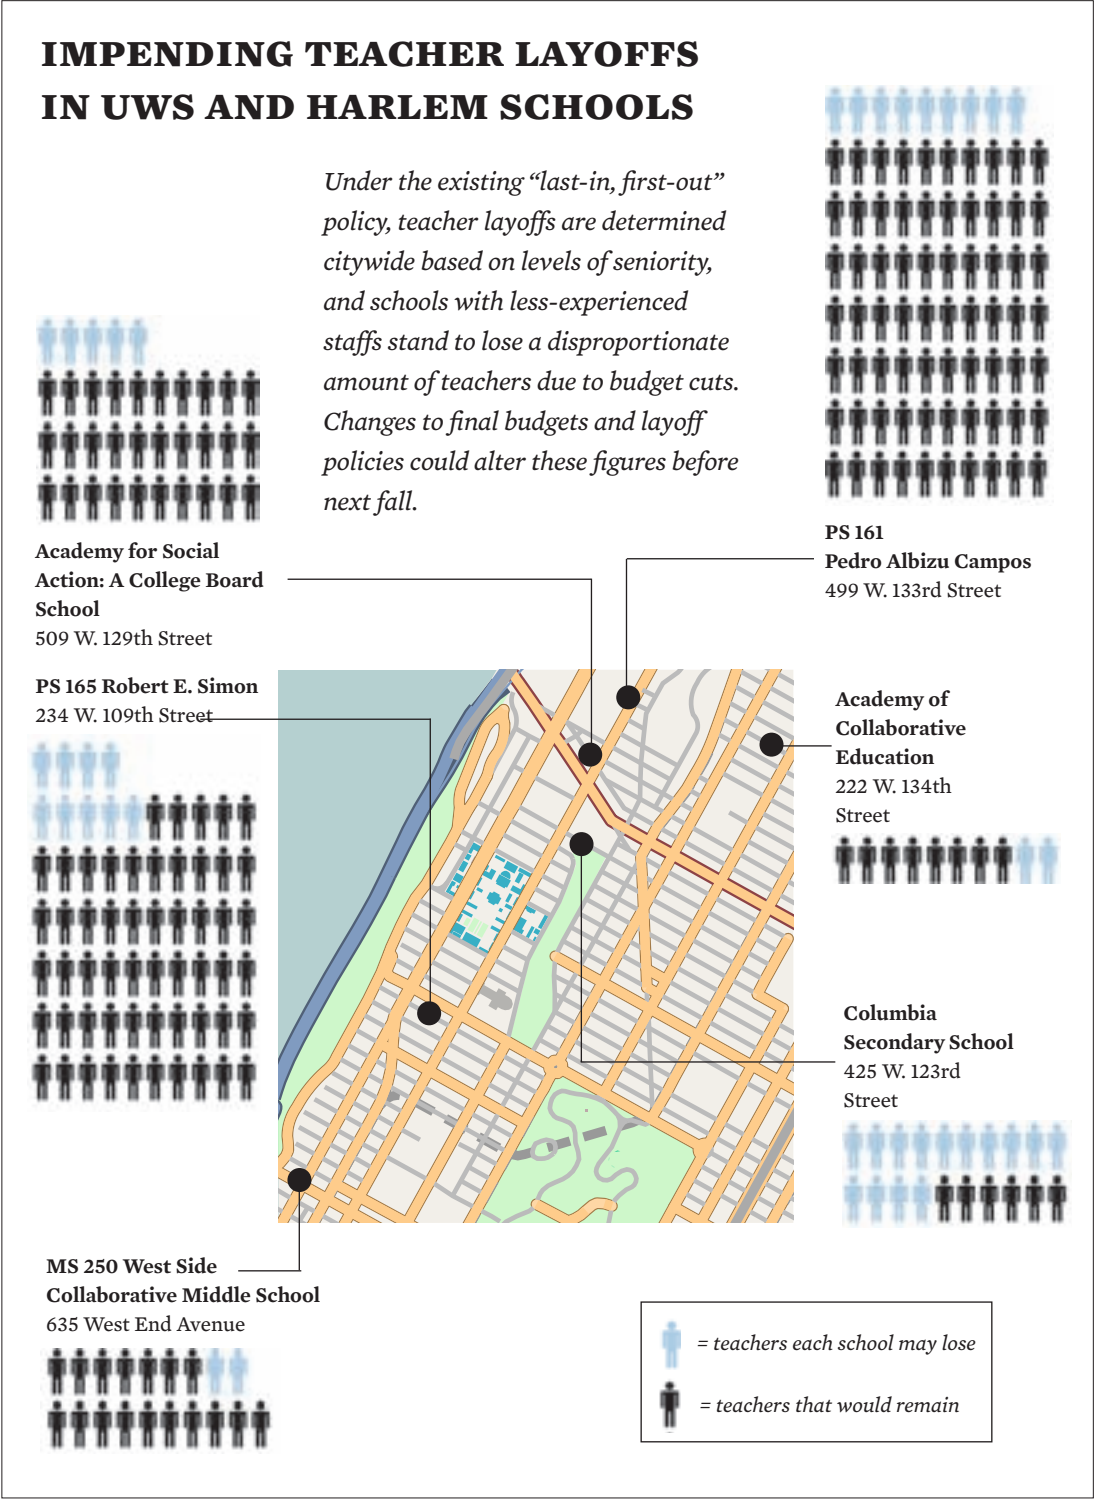 IMPENDING TEACHER LAYOFFS
IN UWS AND HARLEM SCHOOLS
Under the existing “last-in, first-out”
policy, teacher layoffs are determined
citywide based on levels of seniority,
and schools with less-experienced
staffs stand to lose a disproportionate
amount of teachers due to budget cuts.
Changes to final budgets and layoff
policies could alter these figures before
next fall.
PS 161
Pedro Albizu Campos
499 W. 133rd Street
Academy for Social
Action: A College Board
School
509 W. 129th Street
PS 165 Robert E. Simon
234 W. 109th Street
Academy of
Collaborative
Education
222 W. 134th
Street
Columbia
Secondary School
425 W. 123rd
Street
MS 250 West Side
Collaborative Middle School
635 West End Avenue
= teachers each school may lose
= teachers that would remain